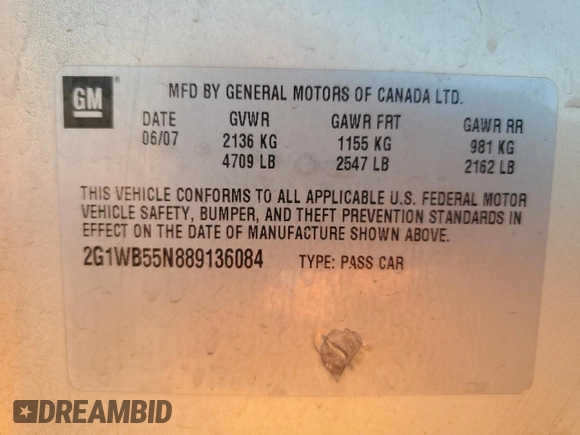 GM
MFD BY GENERAL MOTORS OF CANADA LTD.
DATE GVWR GAWR FRT GAWR RR
06/07 2136 KG 1155 KG 981 KG
4709 LB 2547 LB 2162 LB
THIS VEHICLE CONFORMS TO ALL APPLICABLE U.S. FEDERAL MOTOR
VEHICLE SAFETY, BUMPER, AND THEFT PREVENTION STANDARDS IN
EFFECT ON THE DATE OF MANUFACTURE SHOWN ABOVE.
2G1WB55N889136084 TYPE: PASS CAR
DREAMBID